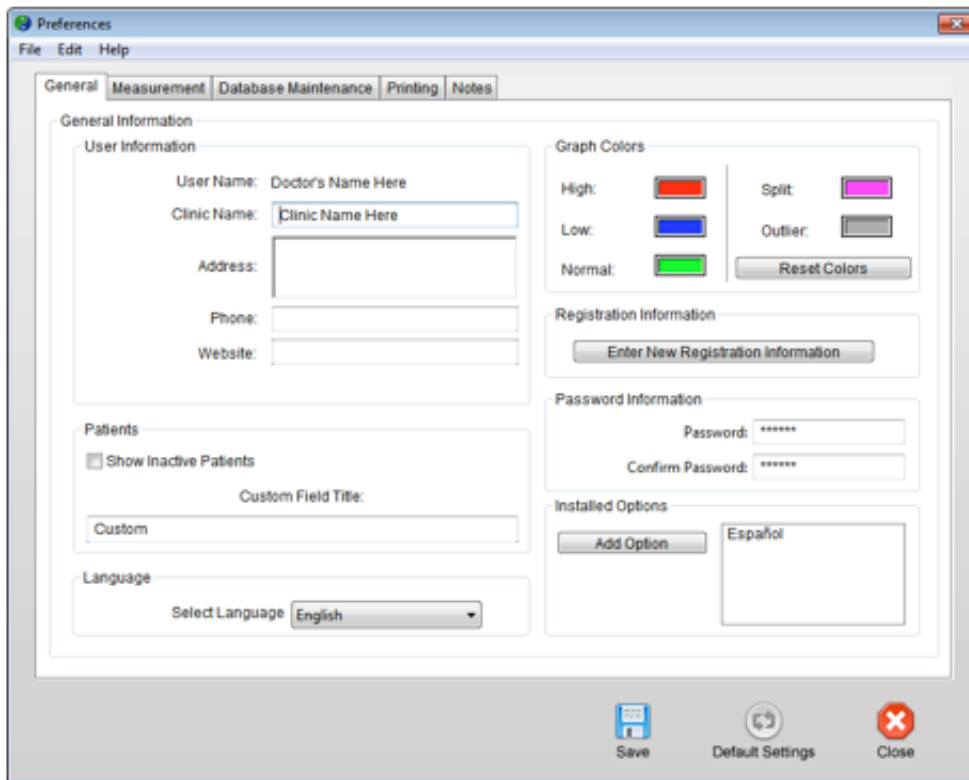 Preferences
File Edit Help
General Measurement Database Maintenance Printing Notes
General Information
User Information
User Name: Doctor's Name Here
Clinic Name: Clinic Name Here
Address:
Phone:
Website:
Patients
Show Inactive Patients
Custom Field Title:
Custom
Language
Select Language English
Graph Colors
High: Split:
Low: Outlier:
Normal: Reset Colors
Registration Information
Enter New Registration Information
Password Information
Password: ******
Confirm Password: ******
Installed Options
Add Option Español
Save Default Settings Close